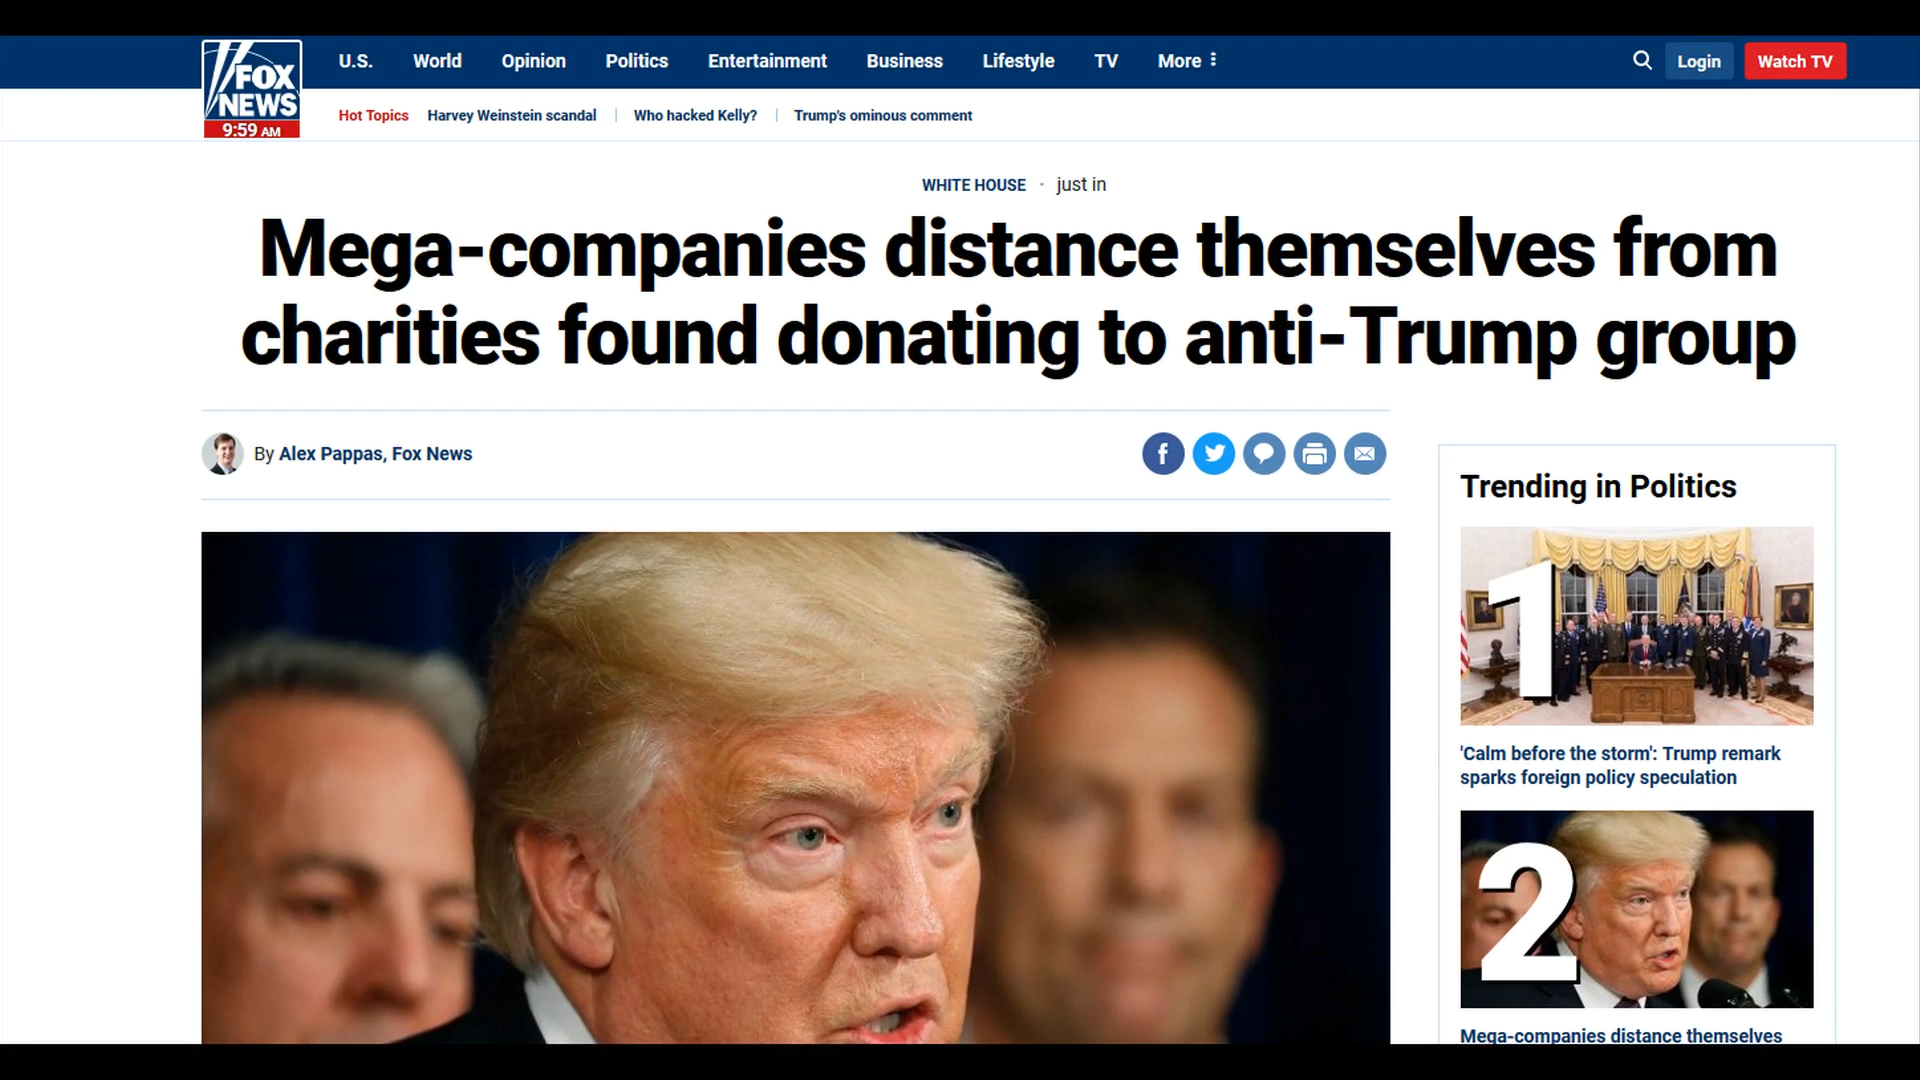 FOX
NEWS
9:59 AM
U.S. World Opinion Politics Entertainment Business Lifestyle TV More
Login Watch TV
Hot Topics Harvey Weinstein scandal Who hacked Kelly? Trump's ominous comment
WHITE HOUSE · just in
Mega-companies distance themselves from
charities found donating to anti-Trump group
By Alex Pappas, Fox News
Trending in Politics
1
'Calm before the storm': Trump remark
sparks foreign policy speculation
2
Mega-companies distance themselves